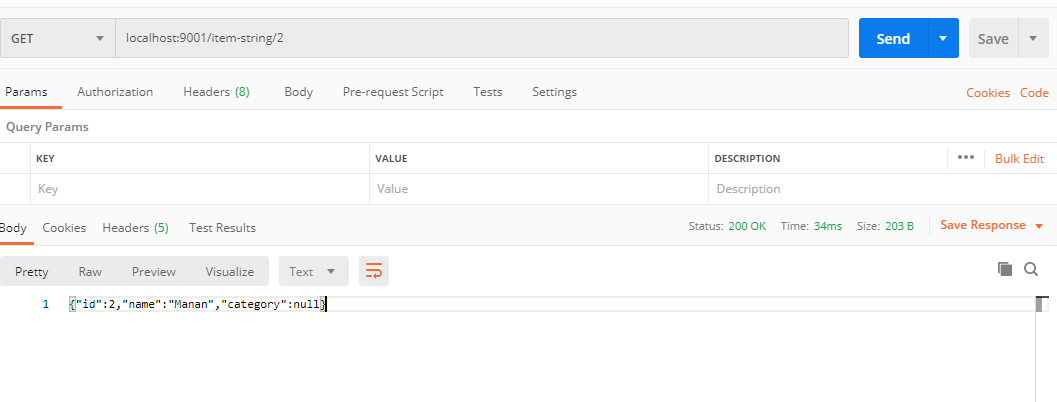 GET localhost:9001/item-string/2 Send Save
Params Authorization Headers (8) Body Pre-request Script Tests Settings Cookies Code
Query Params
KEY VALUE DESCRIPTION ••• Bulk Edit
Key Value Description
Body Cookies Headers (5) Test Results Status: 200 OK Time: 34ms Size: 203 B Save Response
Pretty Raw Preview Visualize Text
1 {"id":2,"name":"Manan","category":null}